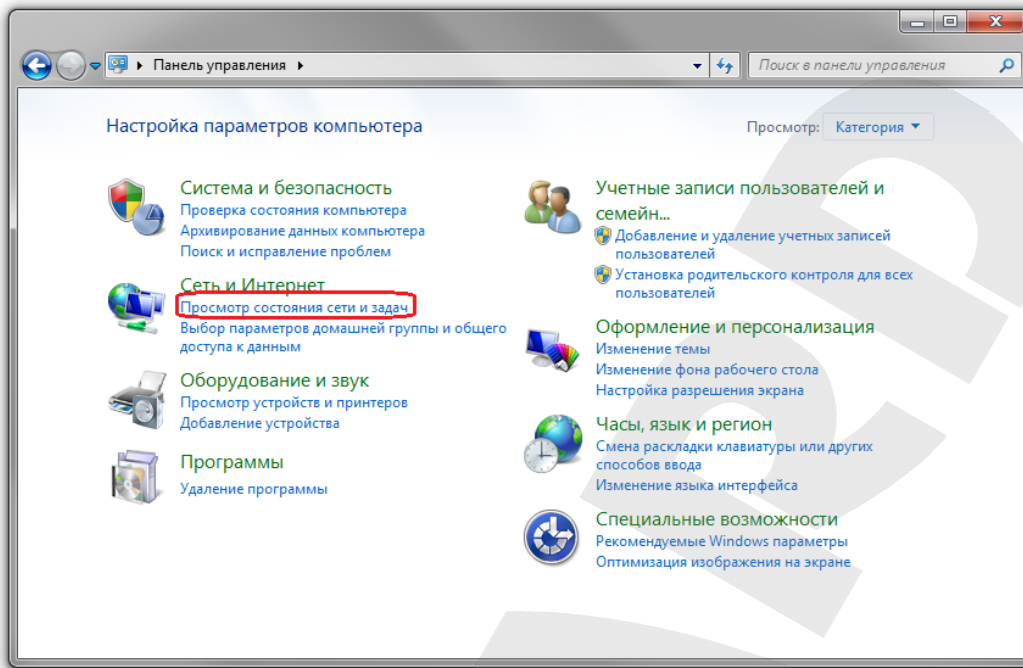 Панель управления
Поиск в панели управления
Настройка параметров компьютера
Просмотр: Категория
Система и безопасность
Проверка состояния компьютера
Архивирование данных компьютера
Поиск и исправление проблем
Сеть и Интернет
Просмотр состояния сети и задач
Выбор параметров домашней группы и общего
доступа к данным
Оборудование и звук
Просмотр устройств и принтеров
Добавление устройства
Программы
Удаление программы
Учетные записи пользователей и
семейн...
Добавление и удаление учетных записей
пользователей
Установка родительского контроля для всех
пользователей
Оформление и персонализация
Изменение темы
Изменение фона рабочего стола
Настройка разрешения экрана
Часы, язык и регион
Смена раскладки клавиатуры или других
способов ввода
Изменение языка интерфейса
Специальные возможности
Рекомендуемые Windows параметры
Оптимизация изображения на экране